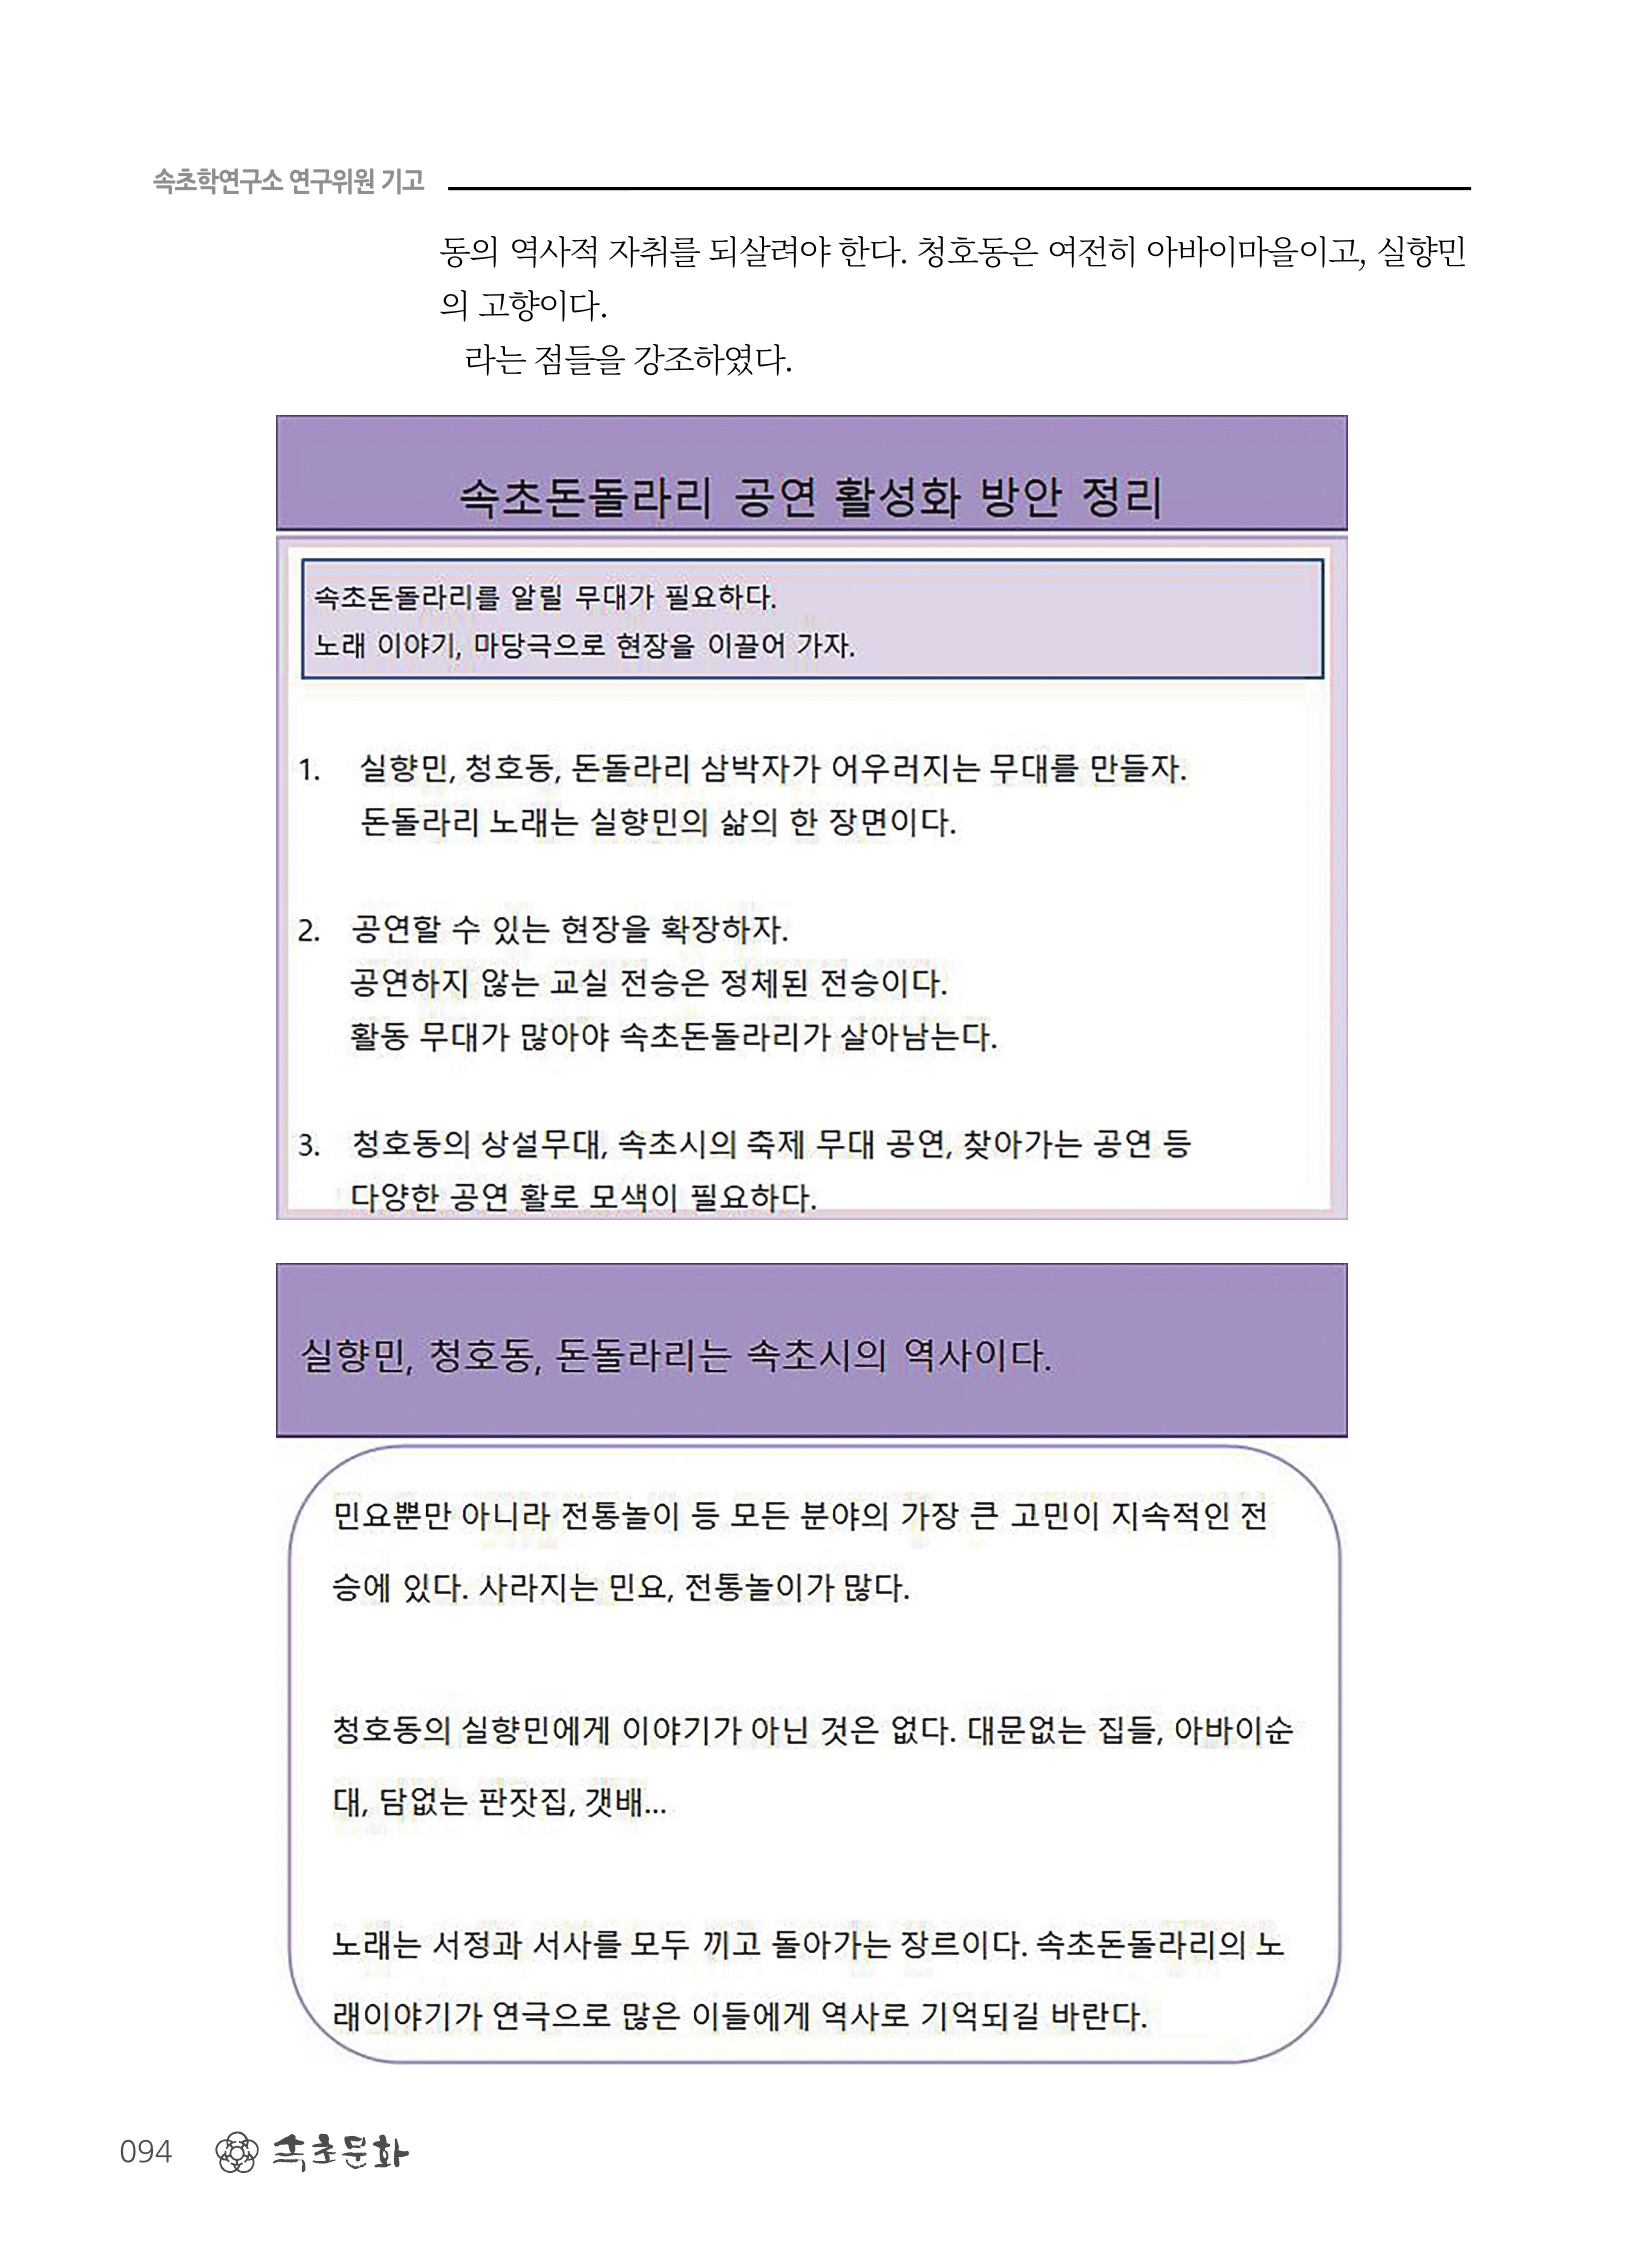 속초학연구소 연구위원 기고
동의 역사적 자취를 되살려야 한다. 청호동은 여전히 아바이마을이고, 실향민
의 고향이다.
라는 점들을 강조하였다.
속초돈돌라리 공연 활성화 방안 정리
속초돈돌라리를 알릴 무대가 필요하다.
노래 이야기, 마당극으로 현장을 이끌어 가자.
1. 실향민, 청호동, 돈돌라리 삼박자가 어우러지는 무대를 만들자.
돈돌라리 노래는 실향민의 삶의 한 장면이다.
2. 공연할 수 있는 현장을 확장하자.
공연하지 않는 교실 전승은 정체된 전승이다.
활동 무대가 많아야 속초돈돌라리가 살아남는다.
3. 청호동의 상설무대, 속초시의 축제 무대 공연, 찾아가는 공연 등
다양한 공연 활로 모색이 필요하다.
실향민, 청호동, 돈돌라리는 속초시의 역사이다.
민요뿐만 아니라 전통놀이 등 모든 분야의 가장 큰 고민이 지속적인 전
승에 있다. 사라지는 민요, 전통놀이가 많다.
청호동의 실향민에게 이야기가 아닌 것은 없다. 대문없는 집들, 아바이순
대, 담없는 판잣집, 갯배...
노래는 서정과 서사를 모두 끼고 돌아가는 장르이다. 속초돈돌라리의 노
래이야기가 연극으로 많은 이들에게 역사로 기억되길 바란다.
094 속초문화